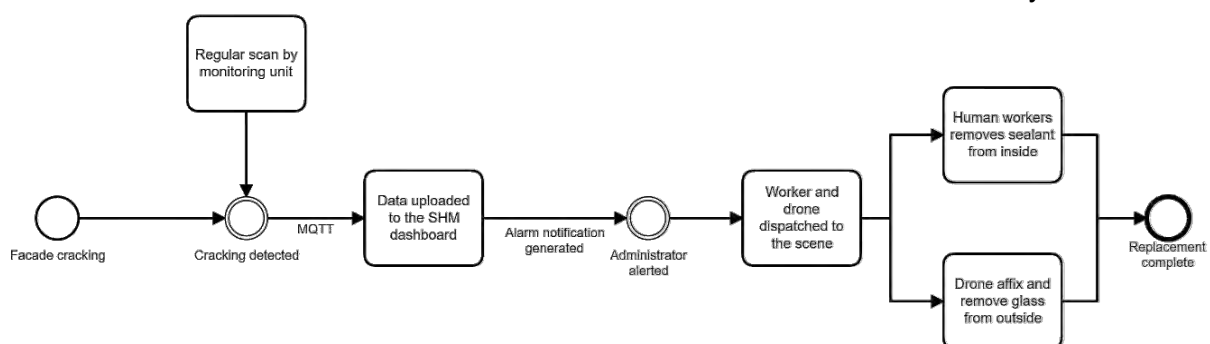 Regular scan by
monitoring unit
Facade cracking
Cracking detected
MQTT
Data uploaded
to the SHM
dashboard
Alarm notification
generated
Administrator
alerted
Worker and
drone
dispatched to
the scene
Human workers
removes sealant
from inside
Drone affix and
remove glass
from outside
Replacement
complete